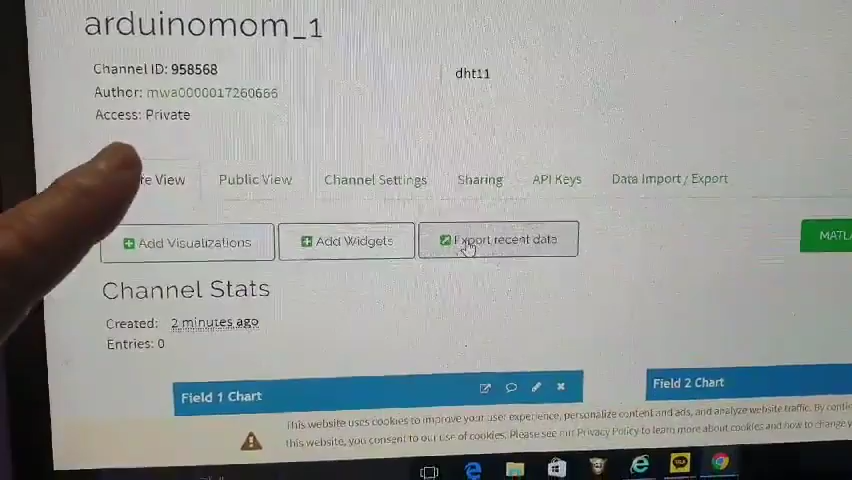 arduinomom_1
Channel ID: 958568
dht11
Author: mwa0000017260666
Access: Private
View Public View Channel Settings Sharing API Keys Data Import / Export
Add Visualizations Add Widgets Export recent data
Channel Stats
Created: 2 minutes ago
Entries: 0
Field 1 Chart Field 2 Chart
This website uses cookies to improve your user experience, personalize content and ads, and analyze website traffic. By
this website, you consent to our use of cookies. Please see our Privacy Policy to learn more about cookies and how to change